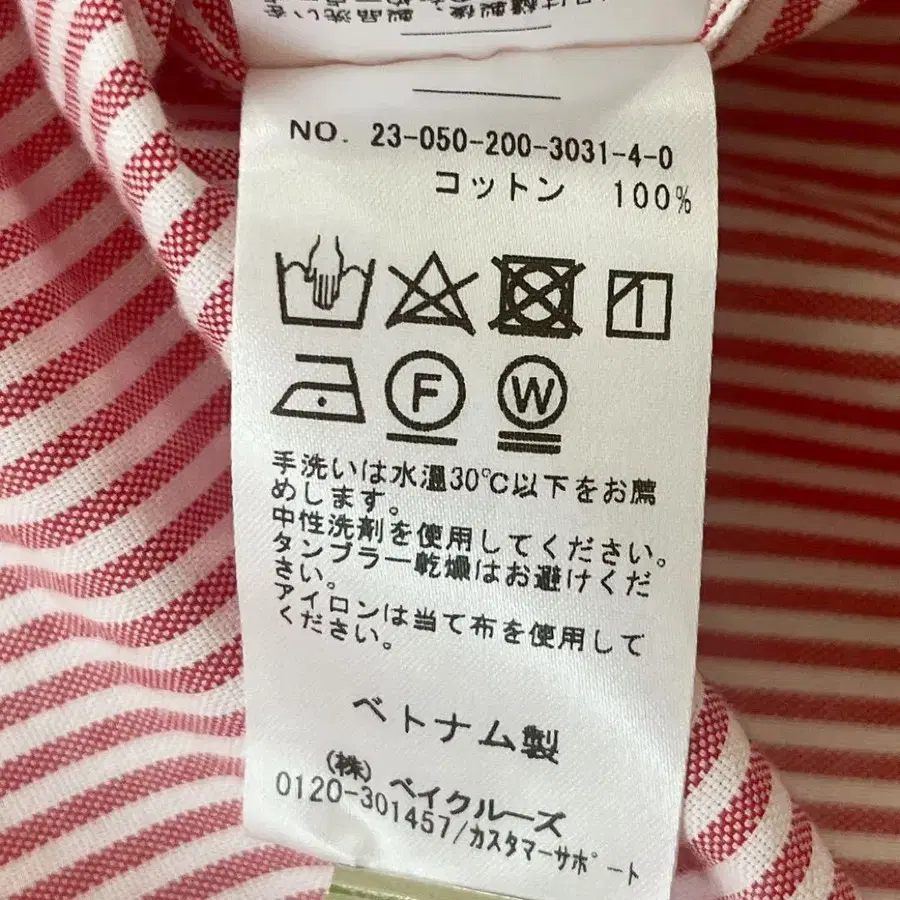 NO. 23-050-200-3031-4-0
コットン 100%
F W
手洗いは水温30℃以下をお薦
めします。
中性洗剤を使用してください。
タンブラー乾燥はお避けくだ
さい。
アイロンは当て布を使用して
ください。
ベトナム製
(株) ベイクルーズ
0120-301457/カスタマーサポート